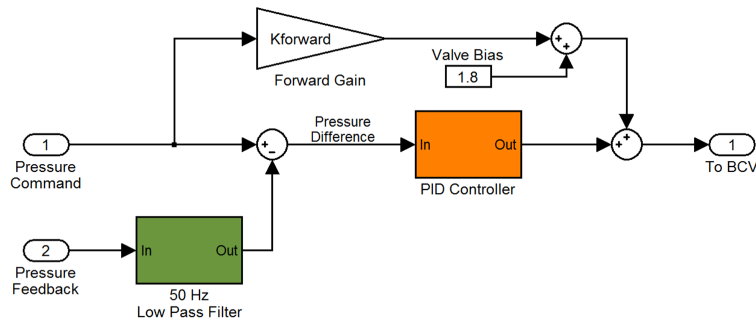 Kforward
Forward Gain
Valve Bias
1.8
+
+
1
Pressure
Command
+
−
Pressure
Difference
In
Out
PID Controller
+
+
1
To BCV
2
Pressure
Feedback
In
Out
50 Hz
Low Pass Filter